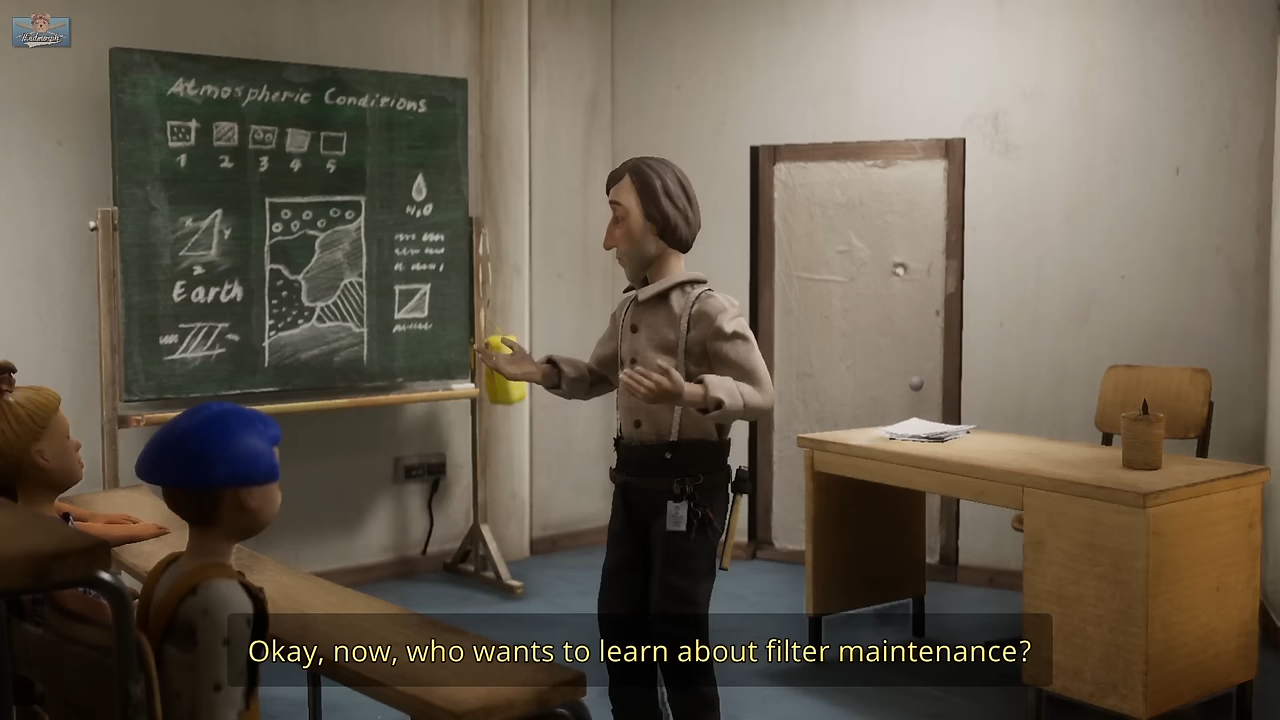 Atmospheric Conditions
1 2 3 4 5
H₂O
x y
z
Earth
Okay, now, who wants to learn about filter maintenance?